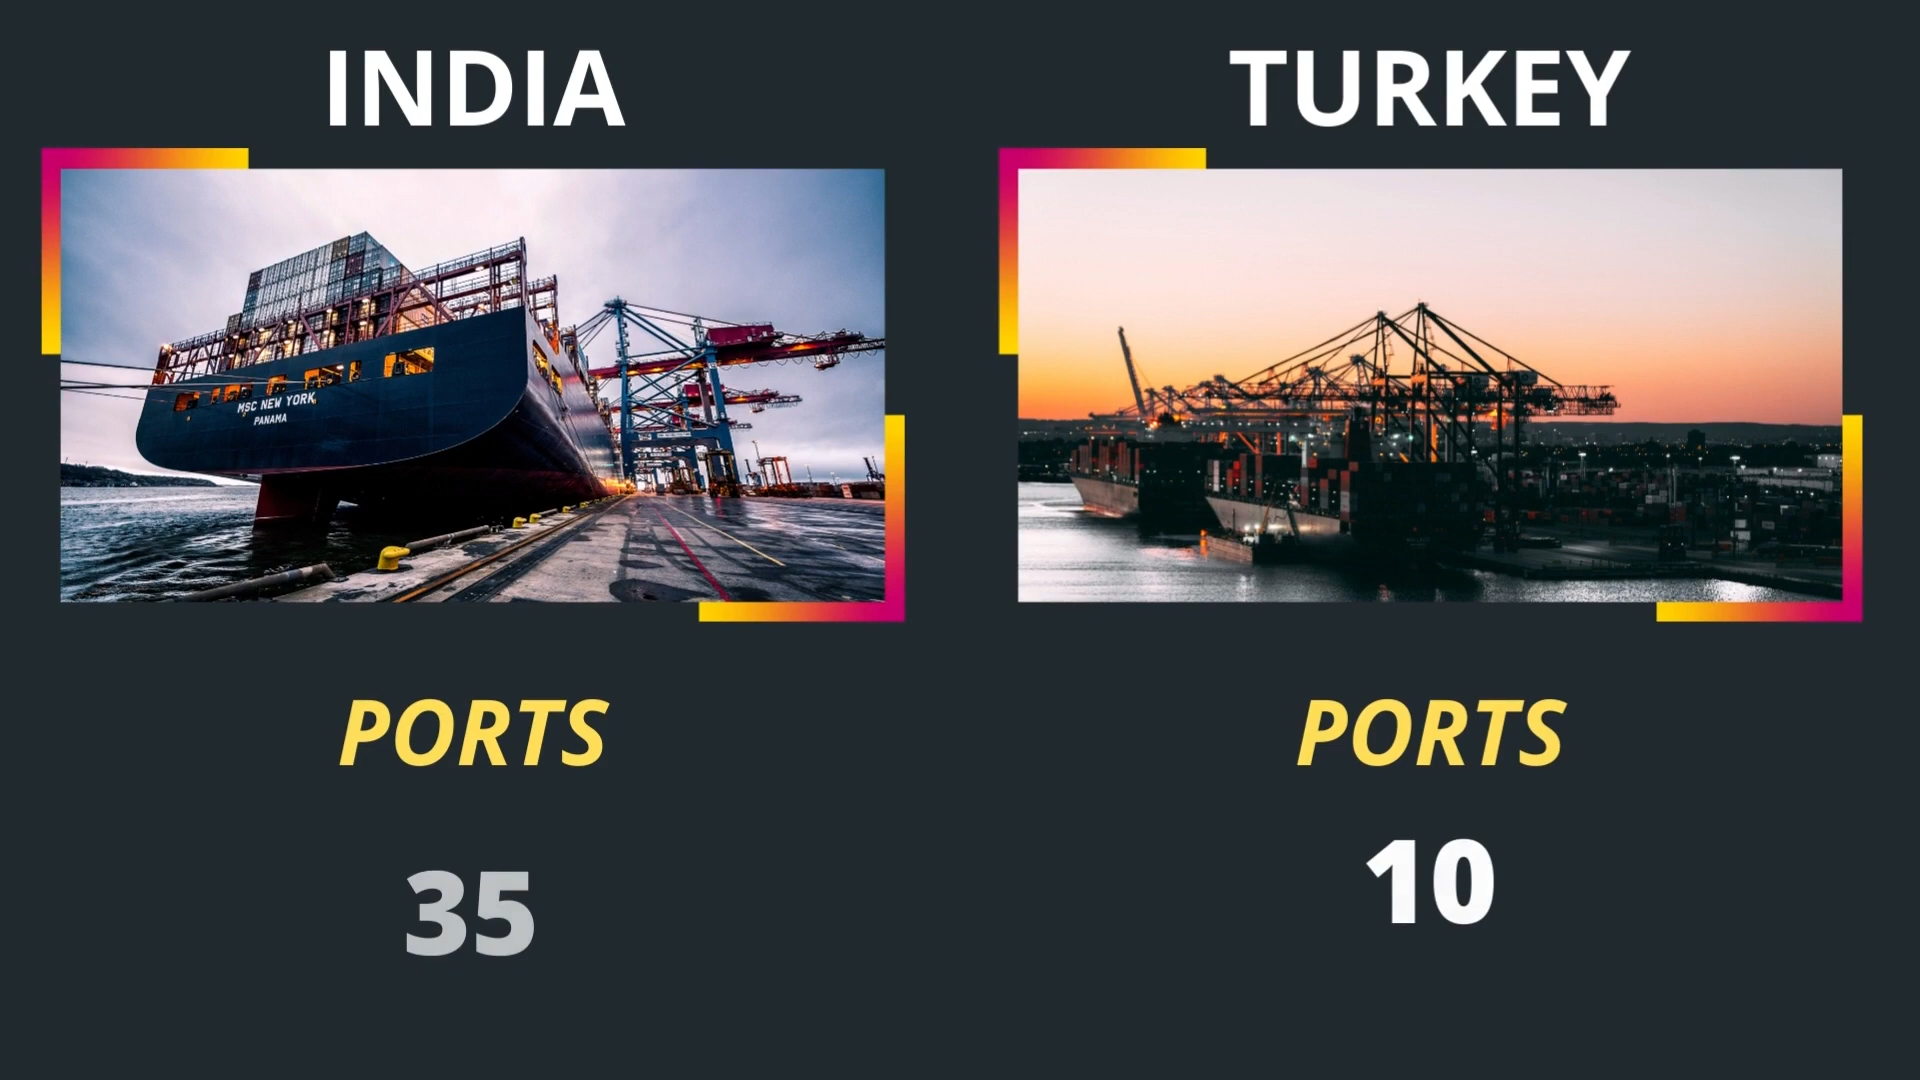 INDIA
TURKEY
MSC NEW YORK
PANAMA
PORTS
PORTS
35
10